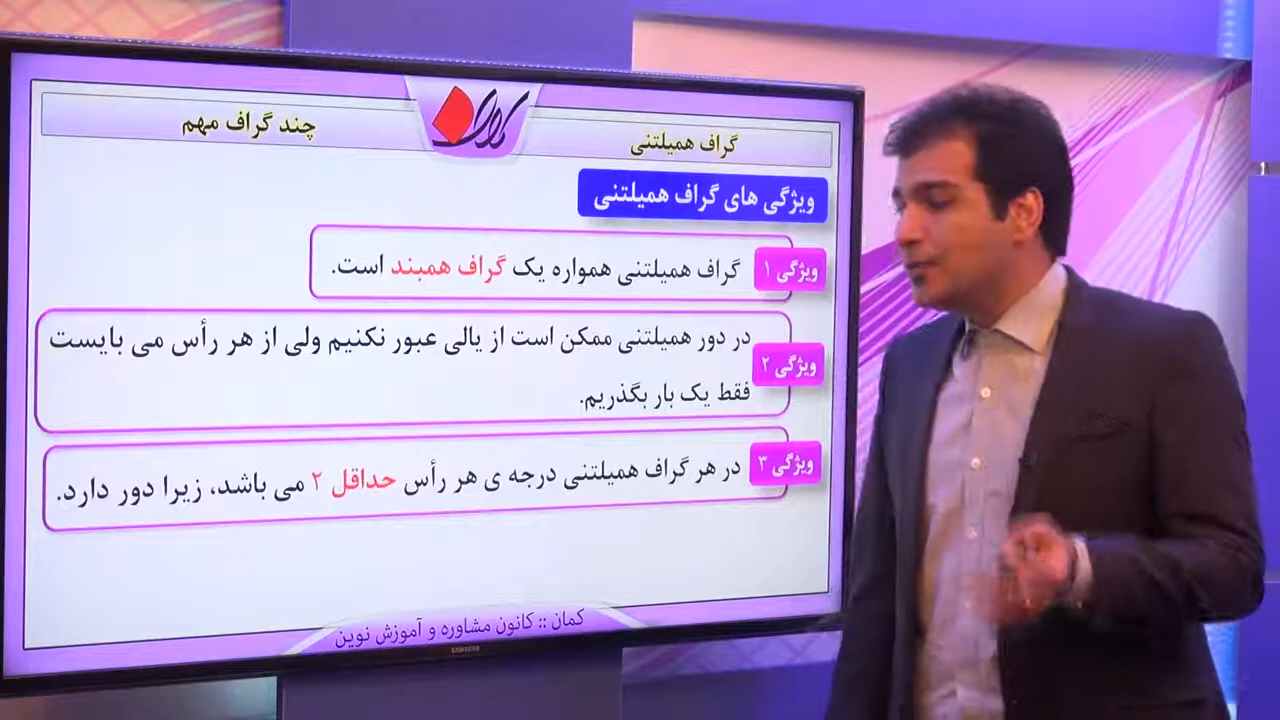 گراف همیلتنی
چند گراف مهم
کمان
ویژگی های گراف همیلتنی
ویژگی ۱
گراف همیلتنی همواره یک گراف همبند است.
ویژگی ۲
در دور همیلتنی ممکن است از یالی عبور نکنیم ولی از هر رأس می بایست
فقط یک بار بگذریم.
ویژگی ۳
در هر گراف همیلتنی درجه ی هر رأس حداقل ۲ می باشد، زیرا دور دارد.
کمان :: کانون مشاوره و آموزش نوین
SAMSUNG